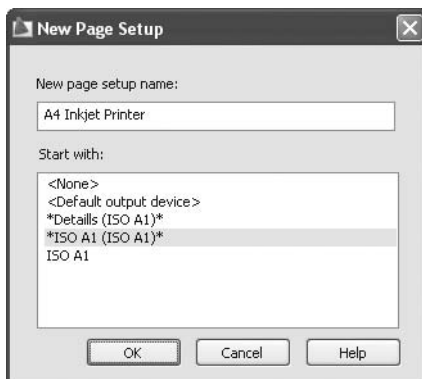 New Page Setup
New page setup name:
A4 Inkjet Printer
Start with:
<None>
<Default output device>
*Detaills (ISO A1)*
*ISO A1 (ISO A1)*
ISO A1
OK Cancel Help